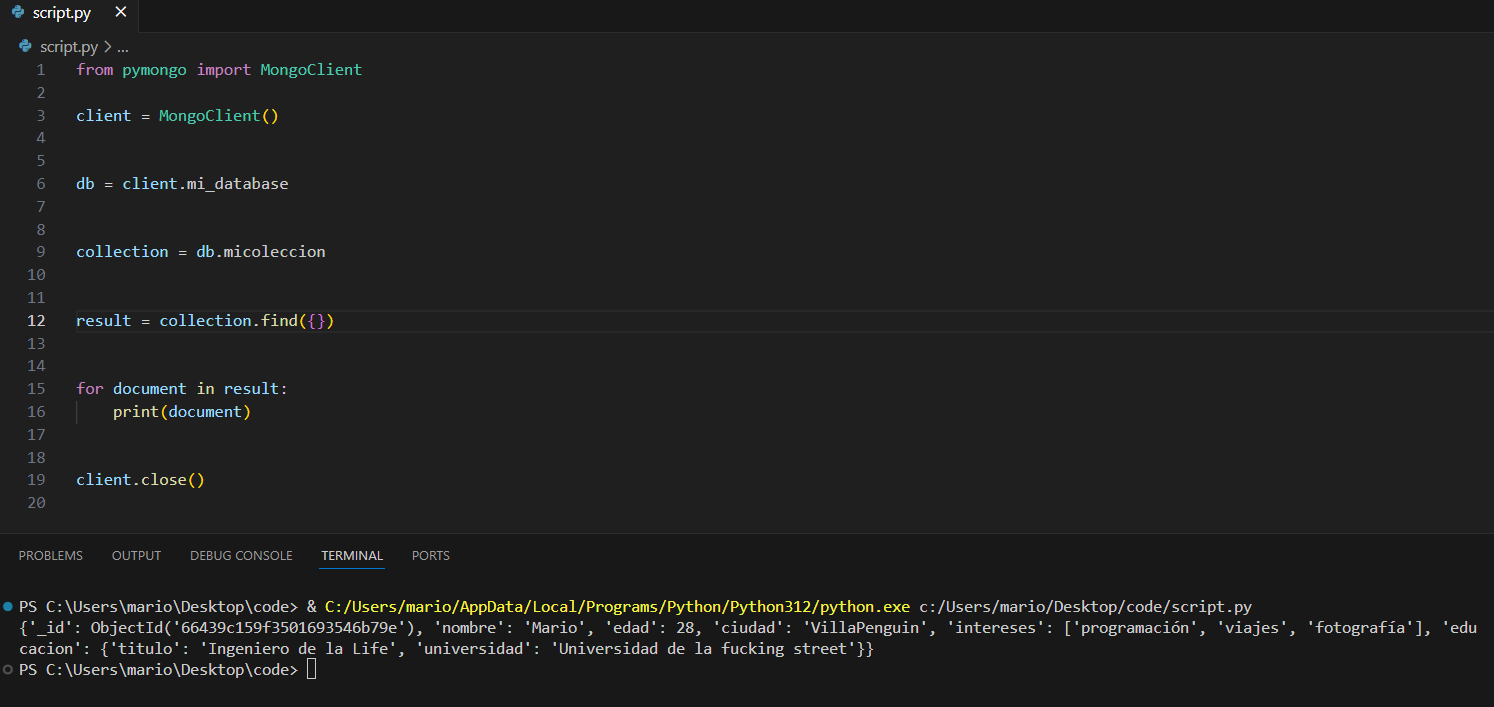 script.py
script.py > ...
1 from pymongo import MongoClient
2
3 client = MongoClient()
4
5
6 db = client.mi_database
7
8
9 collection = db.micoleccion
10
11
12 result = collection.find({})
13
14
15 for document in result:
16     print(document)
17
18
19 client.close()
20
PROBLEMS OUTPUT DEBUG CONSOLE TERMINAL PORTS
PS C:\Users\mario\Desktop\code> & C:/Users/mario/AppData/Local/Programs/Python/Python312/python.exe c:/Users/mario/Desktop/code/script.py
{'_id': ObjectId('66439c159f3501693546b79e'), 'nombre': 'Mario', 'edad': 28, 'ciudad': 'VillaPenguin', 'intereses': ['programación', 'viajes', 'fotografía'], 'edu
cacion': {'titulo': 'Ingeniero de la Life', 'universidad': 'Universidad de la fucking street'}}
PS C:\Users\mario\Desktop\code>